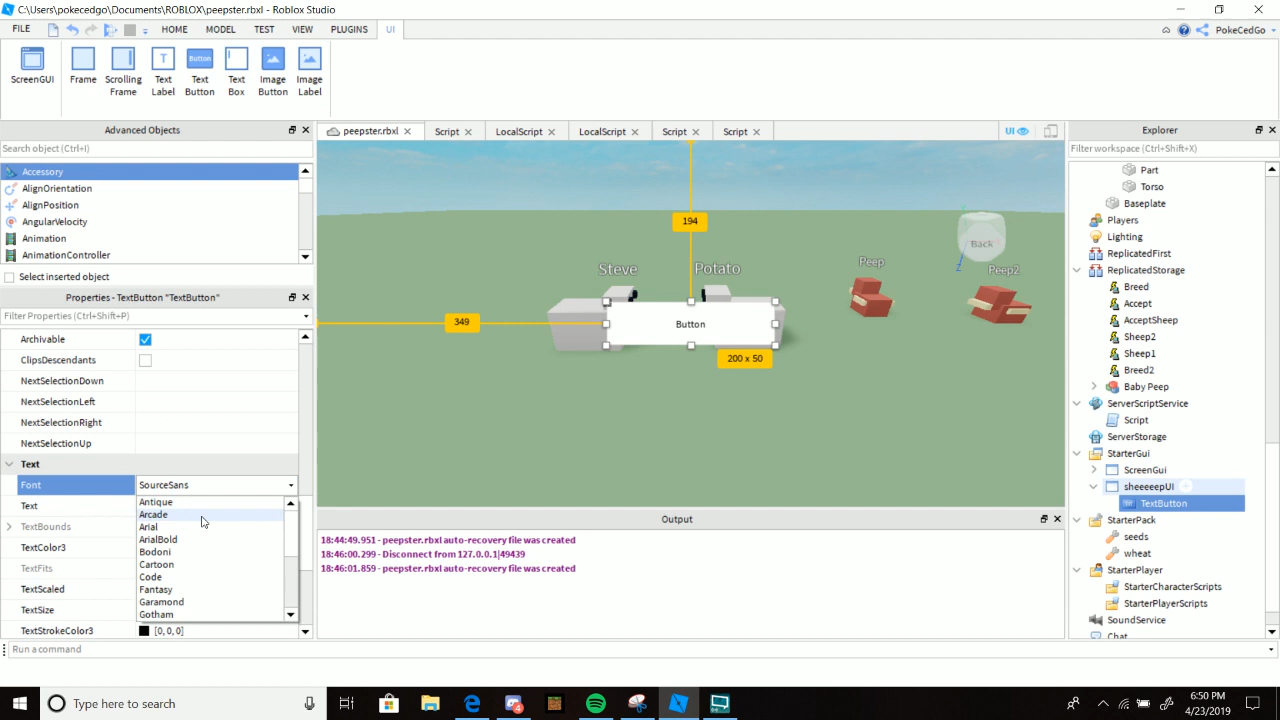 C:\Users\pokecedgo\Documents\ROBLOX\peepster.rbxl - Roblox Studio
FILE HOME MODEL TEST VIEW PLUGINS UI PokeCedGo
ScreenGUI Frame Scrolling Frame Text Label Text Button Text Box Image Button Image Label
T Button
Advanced Objects
Search object (Ctrl+I)
Accessory
AlignOrientation
AlignPosition
AngularVelocity
Animation
AnimationController
Select inserted object
Properties - TextButton "TextButton"
Filter Properties (Ctrl+Shift+P)
Archivable
ClipsDescendants
NextSelectionDown
NextSelectionLeft
NextSelectionRight
NextSelectionUp
Text
Font SourceSans
Text
TextBounds
TextColor3
TextFits
TextScaled
TextSize
TextStrokeColor3 [0, 0, 0]
Antique
Arcade
Arial
ArialBold
Bodoni
Cartoon
Code
Fantasy
Garamond
Gotham
peepster.rbxl Script LocalScript LocalScript Script Script UI
194
Back
Steve Potato Peep Peep2
349
Button
200 x 50
Output
18:44:49.951 - peepster.rbxl auto-recovery file was created
18:46:00.299 - Disconnect from 127.0.0.1|49439
18:46:01.859 - peepster.rbxl auto-recovery file was created
Explorer
Filter workspace (Ctrl+Shift+X)
Part
Torso
Baseplate
Players
Lighting
ReplicatedFirst
ReplicatedStorage
Breed
Accept
AcceptSheep
Sheep2
Sheep1
Breed2
Baby Peep
ServerScriptService
Script
ServerStorage
StarterGui
ScreenGui
sheeeeepUI
TextButton
StarterPack
seeds
wheat
StarterPlayer
StarterCharacterScripts
StarterPlayerScripts
SoundService
Chat
Run a command
Type here to search
6:50 PM
4/23/2019